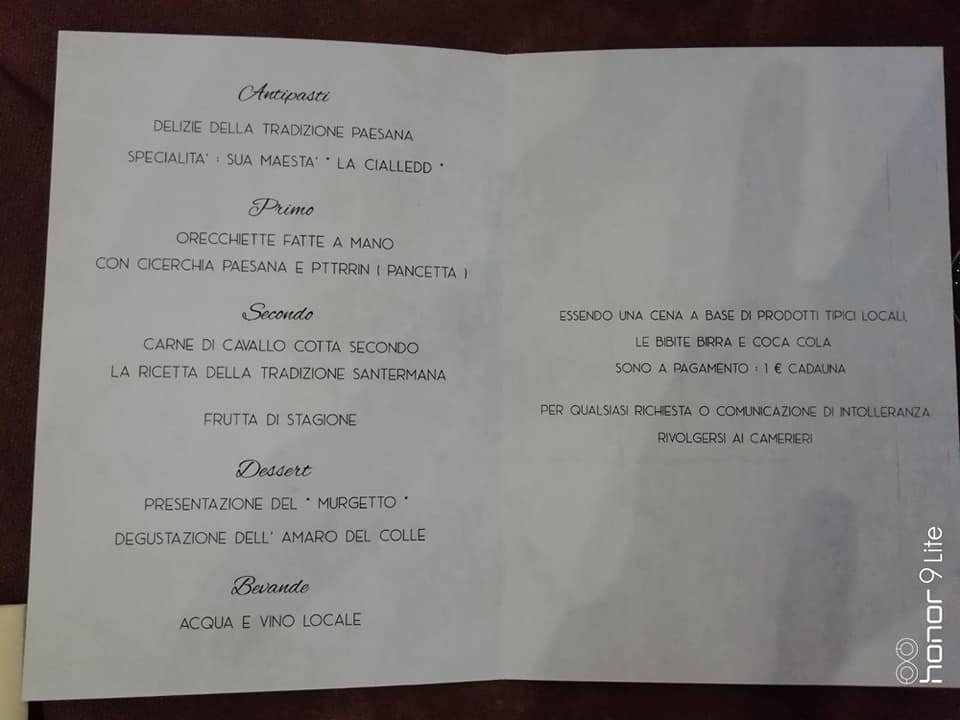 Antipasti
DELIZIE DELLA TRADIZIONE PAESANA
SPECIALITA' : SUA MAESTA' " LA CIALLEDD "
Primo
ORECCHIETTE FATTE A MANO
CON CICERCHIA PAESANA E PTTRRIN ( PANCETTA )
Secondo
CARNE DI CAVALLO COTTA SECONDO
LA RICETTA DELLA TRADIZIONE SANTERMANA
FRUTTA DI STAGIONE
Dessert
PRESENTAZIONE DEL " MURGETTO "
DEGUSTAZIONE DELL' AMARO DEL COLLE
Bevande
ACQUA E VINO LOCALE
ESSENDO UNA CENA A BASE DI PRODOTTI TIPICI LOCALI,
LE BIBITE BIRRA E COCA COLA
SONO A PAGAMENTO : 1 € CADAUNA
PER QUALSIASI RICHIESTA O COMUNICAZIONE DI INTOLLERANZA
RIVOLGERSI AI CAMERIERI
honor 9 Lite